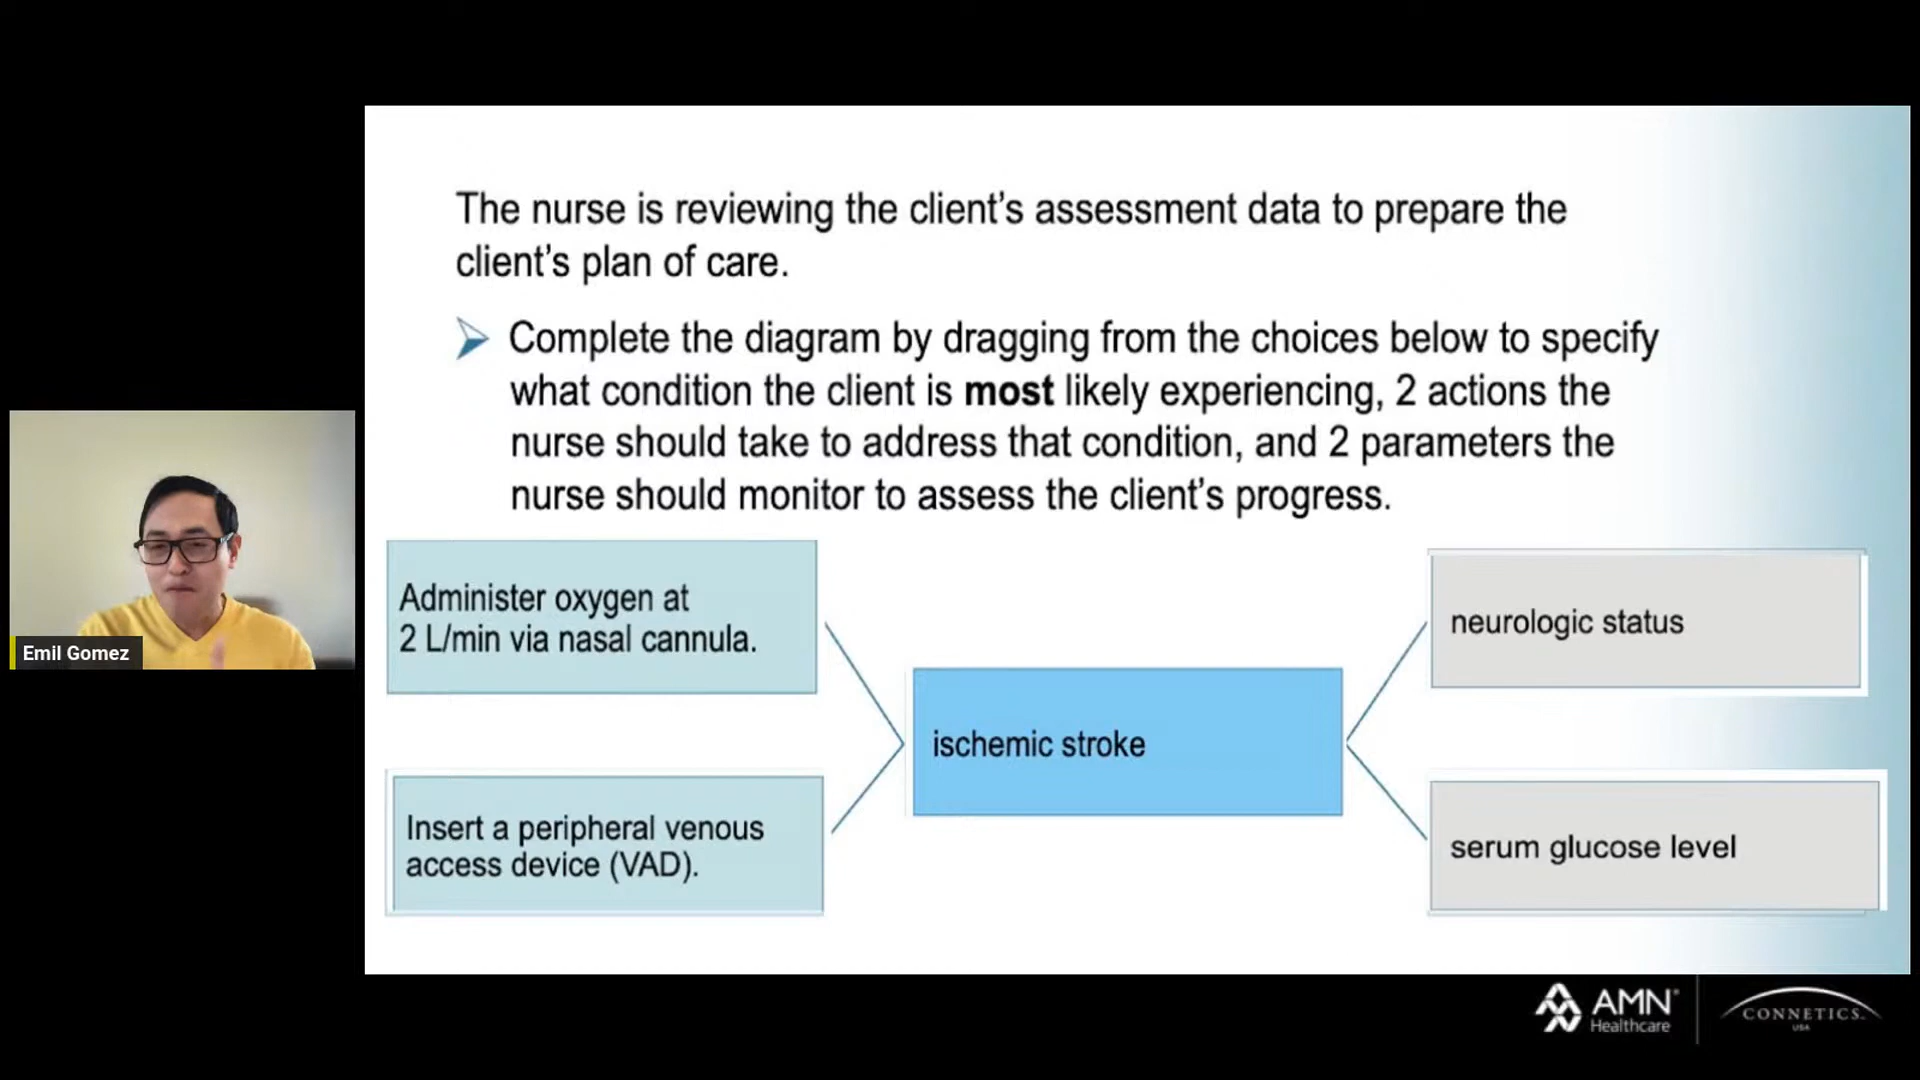 The nurse is reviewing the client's assessment data to prepare the
client's plan of care.
Complete the diagram by dragging from the choices below to specify
what condition the client is most likely experiencing, 2 actions the
nurse should take to address that condition, and 2 parameters the
nurse should monitor to assess the client's progress.
Administer oxygen at
2 L/min via nasal cannula.
Insert a peripheral venous
access device (VAD).
ischemic stroke
neurologic status
serum glucose level
Emil Gomez
AMN
Healthcare
CONNETICS
USA